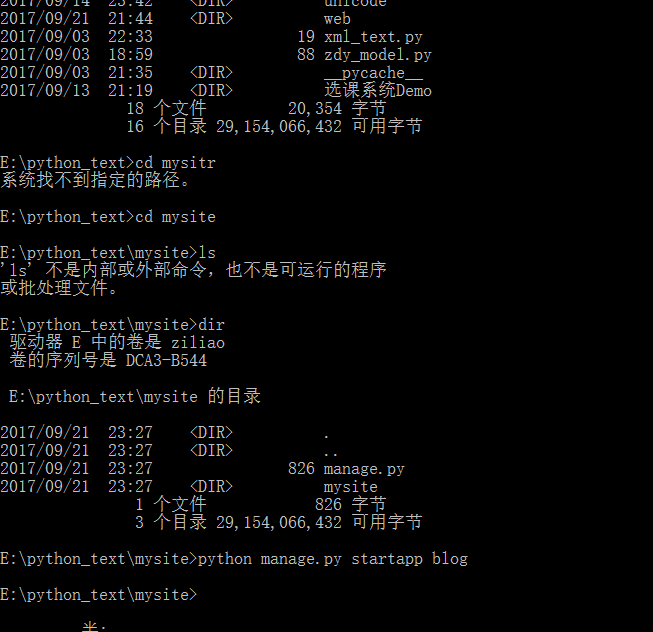 2017/09/14  23:42    <DIR>          unicode
2017/09/21  21:44    <DIR>          web
2017/09/03  22:33                19 xml_text.py
2017/09/03  18:59                88 zdy_model.py
2017/09/03  21:35    <DIR>          __pycache__
2017/09/13  21:19    <DIR>          选课系统Demo
18 个文件         20,354 字节
16 个目录 29,154,066,432 可用字节
E:\python_text>cd mysitr
系统找不到指定的路径。
E:\python_text>cd mysite
E:\python_text\mysite>ls
'ls' 不是内部或外部命令，也不是可运行的程序
或批处理文件。
E:\python_text\mysite>dir
驱动器 E 中的卷是 ziliao
卷的序列号是 DCA3-B544
E:\python_text\mysite 的目录
2017/09/21  23:27    <DIR>          .
2017/09/21  23:27    <DIR>          ..
2017/09/21  23:27               826 manage.py
2017/09/21  23:27    <DIR>          mysite
1 个文件            826 字节
3 个目录 29,154,066,432 可用字节
E:\python_text\mysite>python manage.py startapp blog
E:\python_text\mysite>
半: